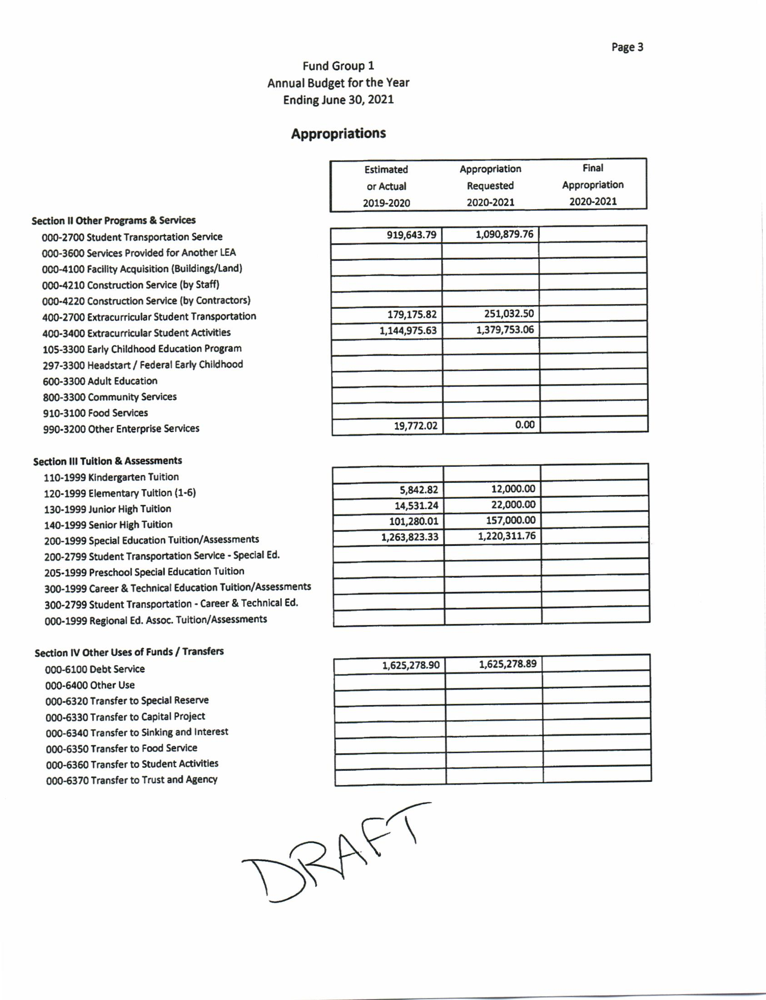 Page 3
Fund Group 1
Annual Budget for the Year
Ending June 30, 2021
Appropriations
Estimated Appropriation Final
or Actual Requested Appropriation
2019-2020 2020-2021 2020-2021
Section II Other Programs & Services
000-2700 Student Transportation Service 919,643.79 1,090,879.76
000-3600 Services Provided for Another LEA
000-4100 Facility Acquisition (Buildings/Land)
000-4210 Construction Service (by Staff)
000-4220 Construction Service (by Contractors)
400-2700 Extracurricular Student Transportation 179,175.82 251,032.50
400-3400 Extracurricular Student Activities 1,144,975.63 1,379,753.06
105-3300 Early Childhood Education Program
297-3300 Headstart / Federal Early Childhood
600-3300 Adult Education
800-3300 Community Services
910-3100 Food Services
990-3200 Other Enterprise Services 19,772.02 0.00
Section III Tuition & Assessments
110-1999 Kindergarten Tuition
120-1999 Elementary Tuition (1-6) 5,842.82 12,000.00
130-1999 Junior High Tuition 14,531.24 22,000.00
140-1999 Senior High Tuition 101,280.01 157,000.00
200-1999 Special Education Tuition/Assessments 1,263,823.33 1,220,311.76
200-2799 Student Transportation Service - Special Ed.
205-1999 Preschool Special Education Tuition
300-1999 Career & Technical Education Tuition/Assessments
300-2799 Student Transportation - Career & Technical Ed.
000-1999 Regional Ed. Assoc. Tuition/Assessments
Section IV Other Uses of Funds / Transfers
000-6100 Debt Service 1,625,278.90 1,625,278.89
000-6400 Other Use
000-6320 Transfer to Special Reserve
000-6330 Transfer to Capital Project
000-6340 Transfer to Sinking and Interest
000-6350 Transfer to Food Service
000-6360 Transfer to Student Activities
000-6370 Transfer to Trust and Agency
DRAFT